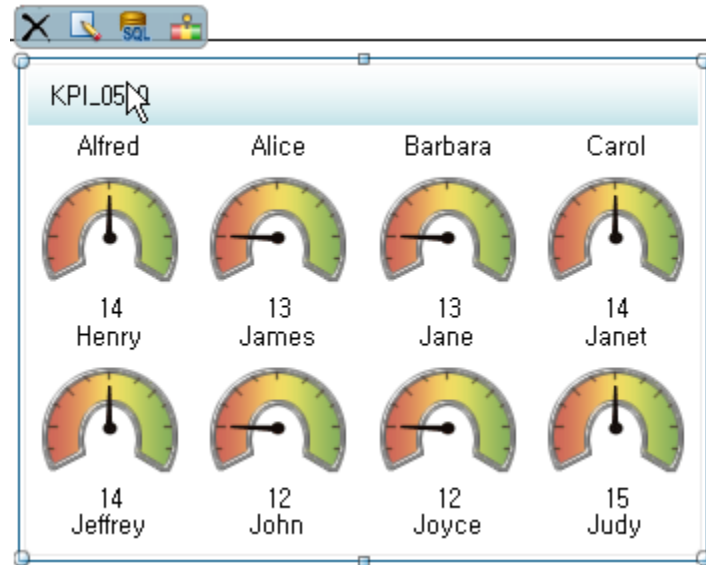 SQL
Alfred Alice Barbara Carol
14 13 13 14
Henry James Jane Janet
14 12 12 15
Jeffrey John Joyce Judy